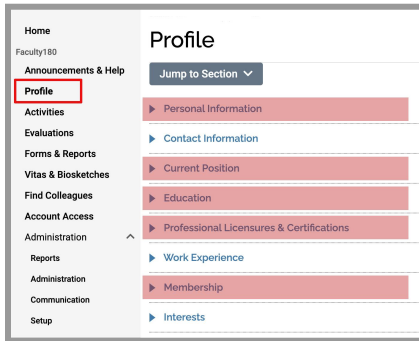 Home
Faculty180
Announcements & Help
Profile
Activities
Evaluations
Forms & Reports
Vitas & Biosketches
Find Colleagues
Account Access
Administration
Reports
Administration
Communication
Setup
Profile
Jump to Section
Personal Information
Contact Information
Current Position
Education
Professional Licensures & Certifications
Work Experience
Membership
Interests